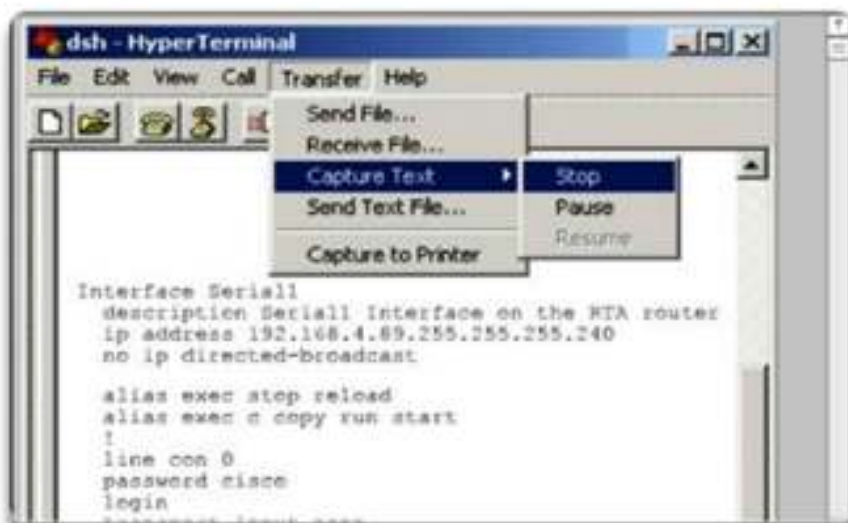 dsh - HyperTerminal
File Edit View Call Transfer Help
Send File...
Receive File...
Capture Text
Send Text File...
Capture to Printer
Stop
Pause
Resume
Interface Serial1
description Serial1 Interface on the RTA router
ip address 192.168.4.89.255.255.255.240
no ip directed-broadcast
alias exec stop reload
alias exec c copy run start
!
line con 0
password cisco
login